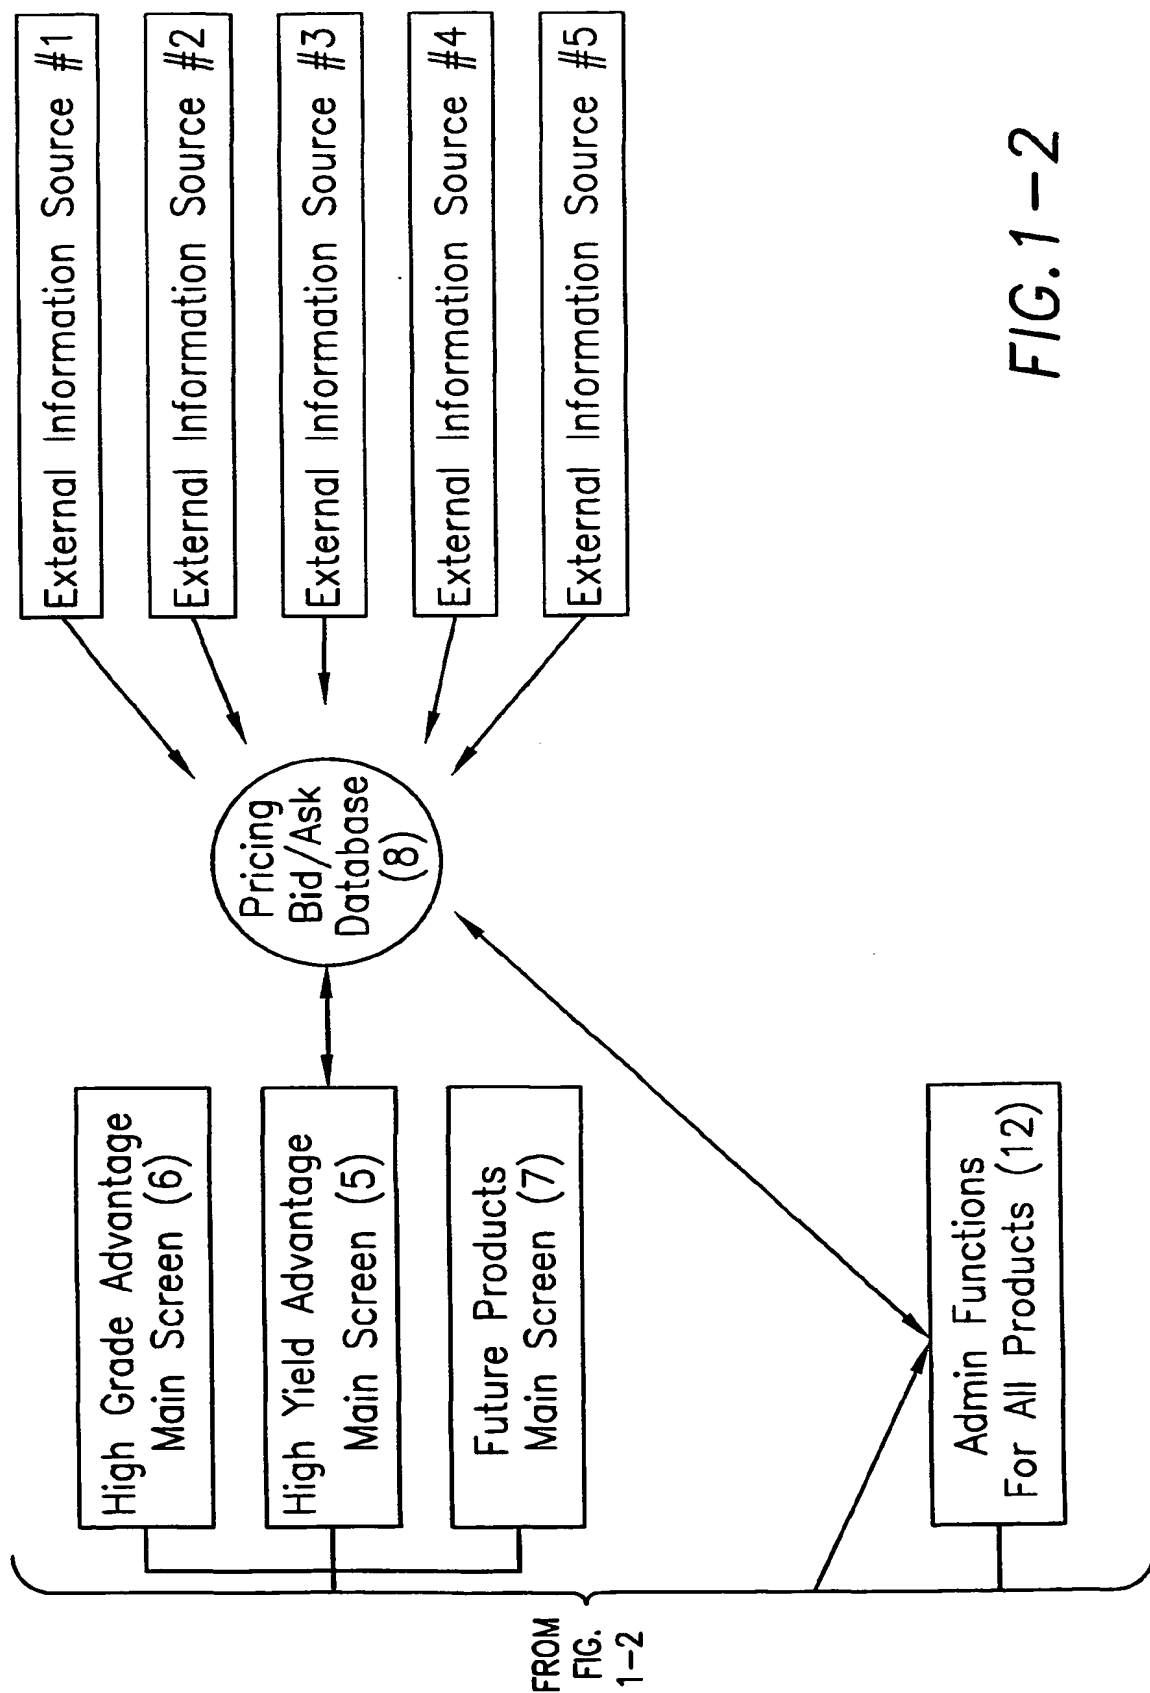 FROM
FIG.
1-2
High Grade Advantage
Main Screen (6)
High Yield Advantage
Main Screen (5)
Future Products
Main Screen (7)
Admin Functions
For All Products (12)
Pricing
Bid/Ask
Database
(8)
External Information Source #1
External Information Source #2
External Information Source #3
External Information Source #4
External Information Source #5
FIG. 1-2